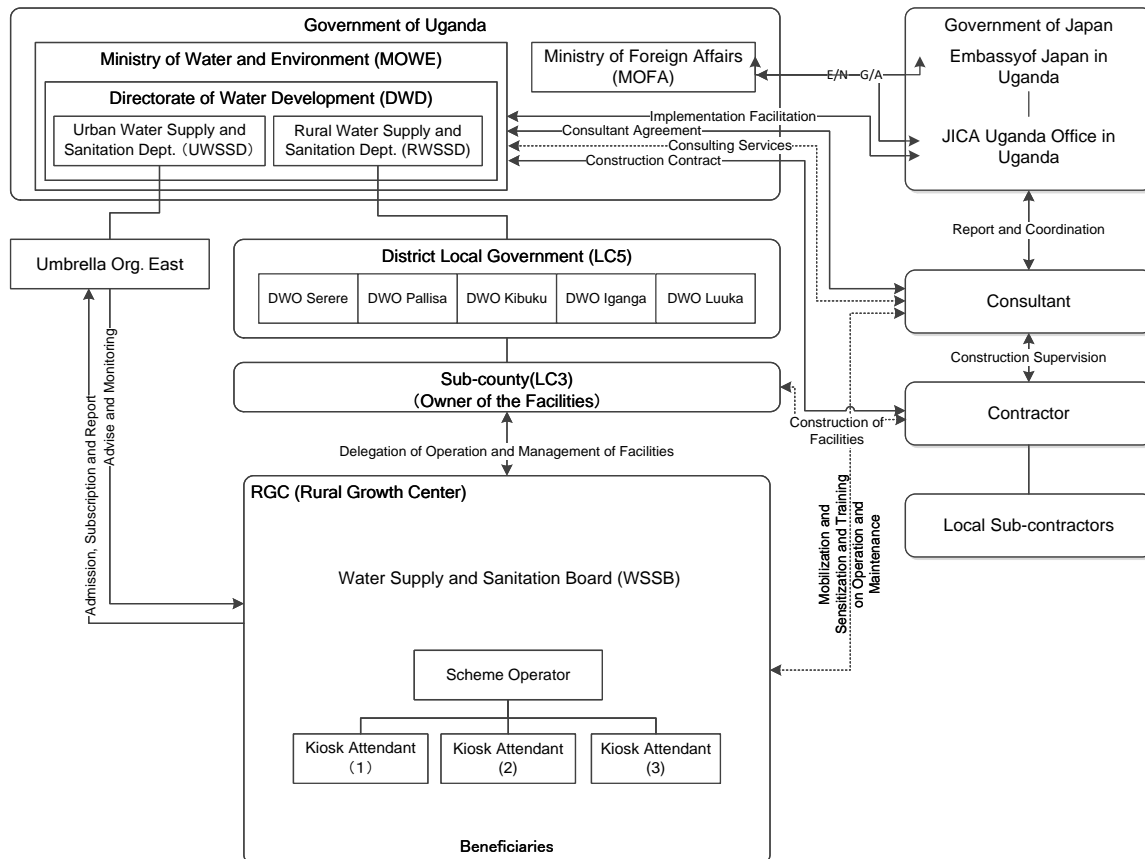 Government of Uganda
Ministry of Water and Environment (MOWE)
Directorate of Water Development (DWD)
Urban Water Supply and
Sanitation Dept. (UWSSD)
Rural Water Supply and
Sanitation Dept. (RWSSD)
Ministry of Foreign Affairs
(MOFA)
E/N
G/A
Government of Japan
Embassyof Japan in
Uganda
JICA Uganda Office in
Uganda
Implementation Facilitation
Consultant Agreement
Consulting Services
Construction Contract
Report and Coordination
Umbrella Org. East
District Local Government (LC5)
DWO Serere
DWO Pallisa
DWO Kibuku
DWO Iganga
DWO Luuka
Consultant
Construction Supervision
Sub-county(LC3)
(Owner of the Facilities)
Contractor
Construction of
Facilities
Delegation of Operation and Management of Facilities
Admission, Subscription and Report
Advise and Monitoring
Mobilization and
Sensitization and Training
on Operation and
Maintenance
Local Sub-contractors
RGC (Rural Growth Center)
Water Supply and Sanitation Board (WSSB)
Scheme Operator
Kiosk Attendant
(1)
Kiosk Attendant
(2)
Kiosk Attendant
(3)
Beneficiaries